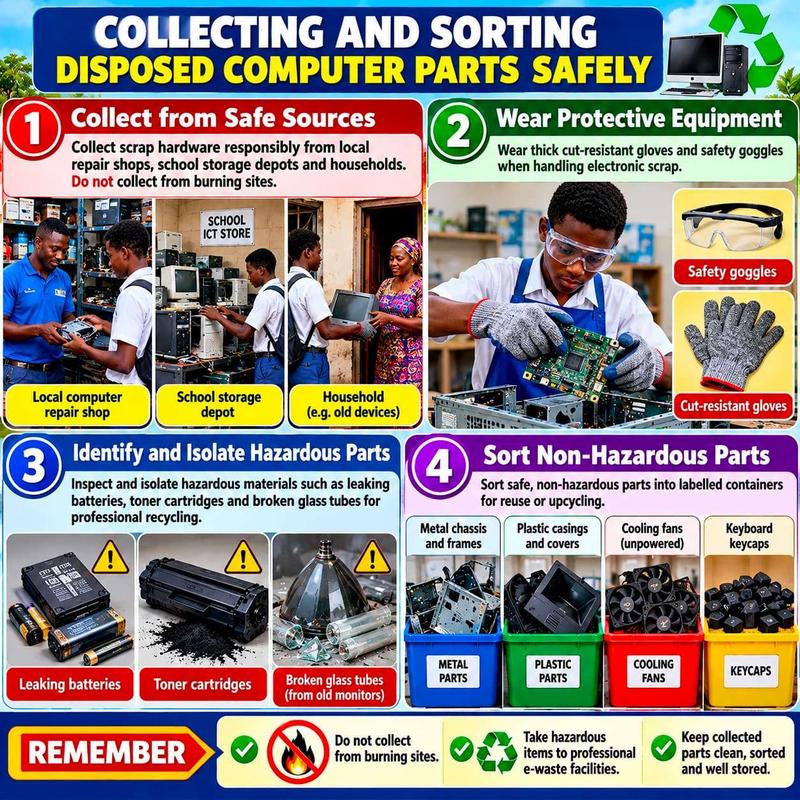 COLLECTING AND SORTING
DISPOSED COMPUTER PARTS SAFELY
1
Collect from Safe Sources
Collect scrap hardware responsibly from local
repair shops, school storage depots and households.
Do not collect from burning sites.
SCHOOL
ICT STORE
Local computer
repair shop
School storage
depot
Household
(e.g. old devices)
2
Wear Protective Equipment
Wear thick cut-resistant gloves and safety goggles
when handling electronic scrap.
Safety goggles
Cut-resistant gloves
3
Identify and Isolate Hazardous Parts
Inspect and isolate hazardous materials such as leaking
batteries, toner cartridges and broken glass tubes for
professional recycling.
Leaking batteries
Toner cartridges
Broken glass tubes
(from old monitors)
4
Sort Non-Hazardous Parts
Sort safe, non-hazardous parts into labelled containers
for reuse or upcycling.
Metal chassis
and frames
Plastic casings
and covers
Cooling fans
(unpowered)
Keyboard
keycaps
METAL
PARTS
PLASTIC
PARTS
COOLING
FANS
KEYCAPS
REMEMBER
Do not collect
from burning sites.
Take hazardous
items to professional
e-waste facilities.
Keep collected
parts clean, sorted
and well stored.